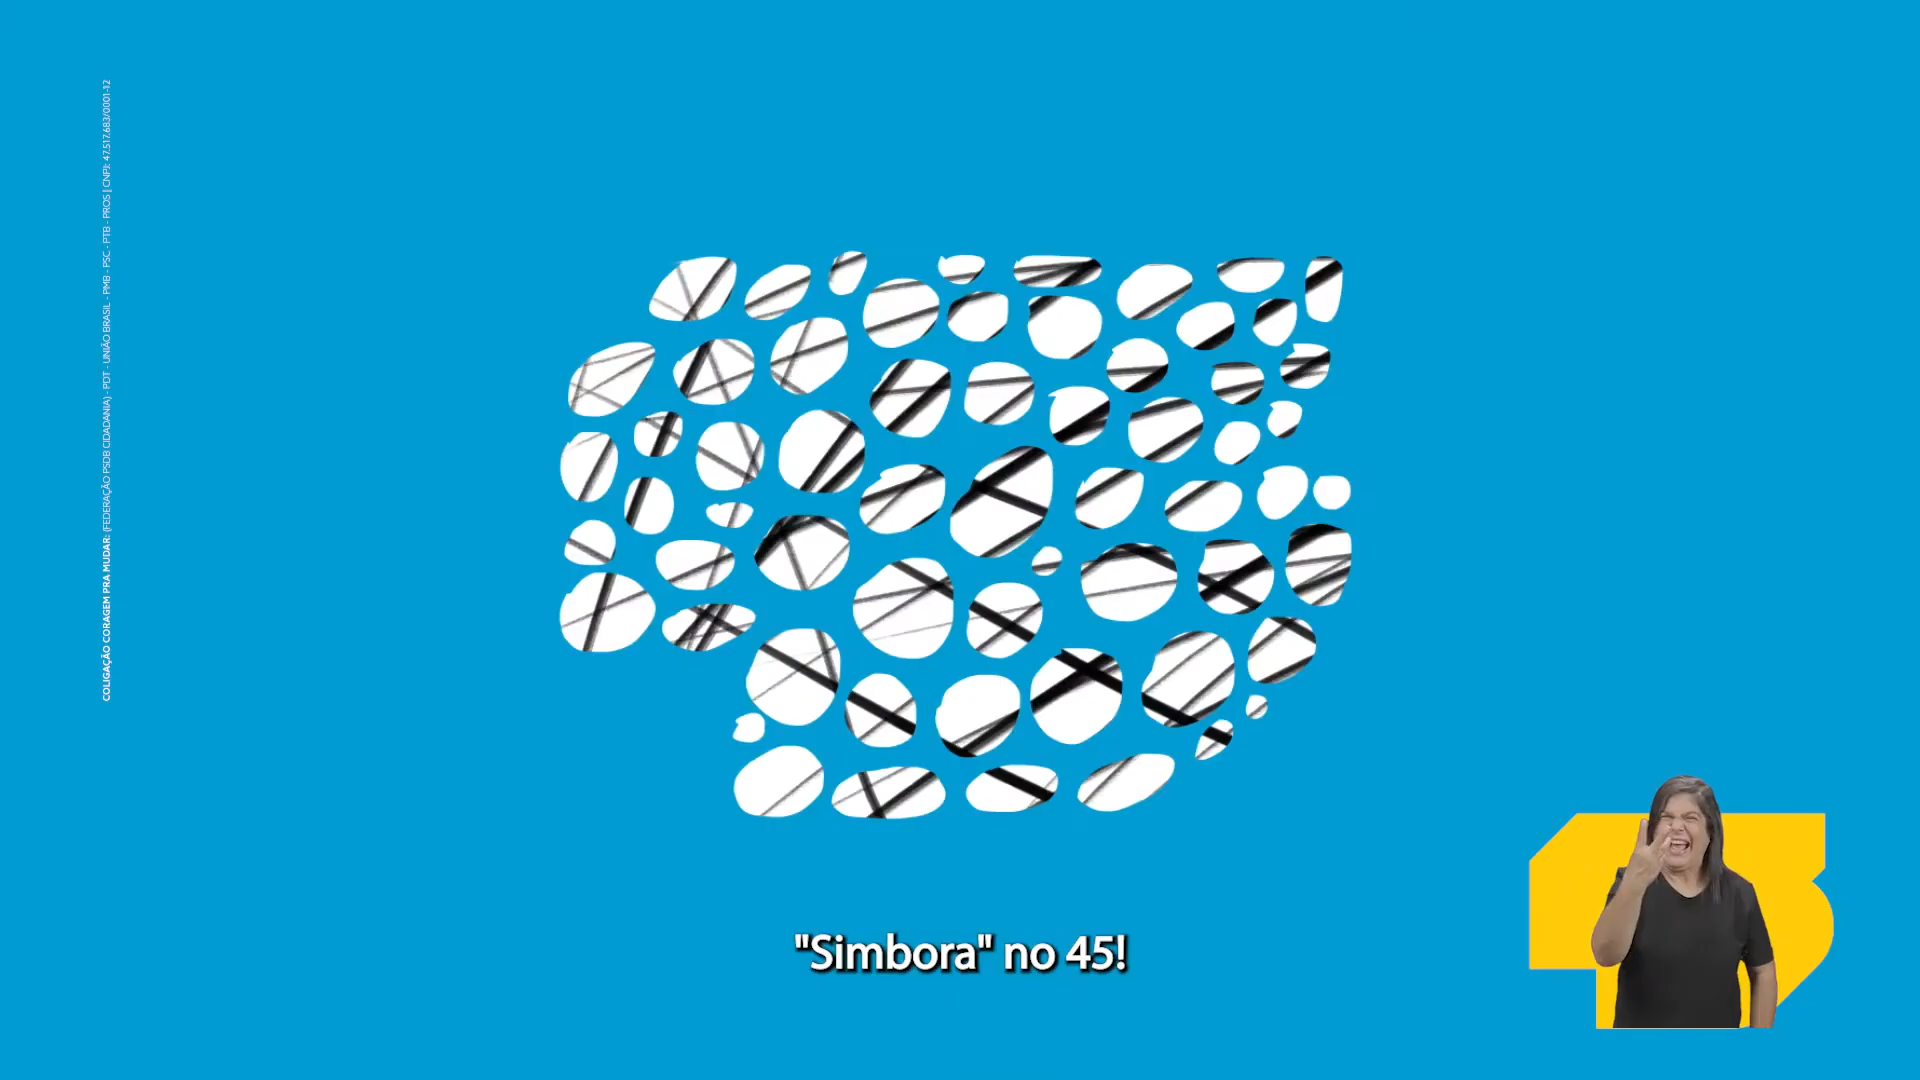 COLIGAÇÃO CORAGEM PRA MUDAR: (FEDERAÇÃO PSDB CIDADANIA) - PDT - UNIÃO BRASIL - PMB - PSC - PTB - PROS | CNPJ: 47.517.683/0001-12
"Simbora" no 45!